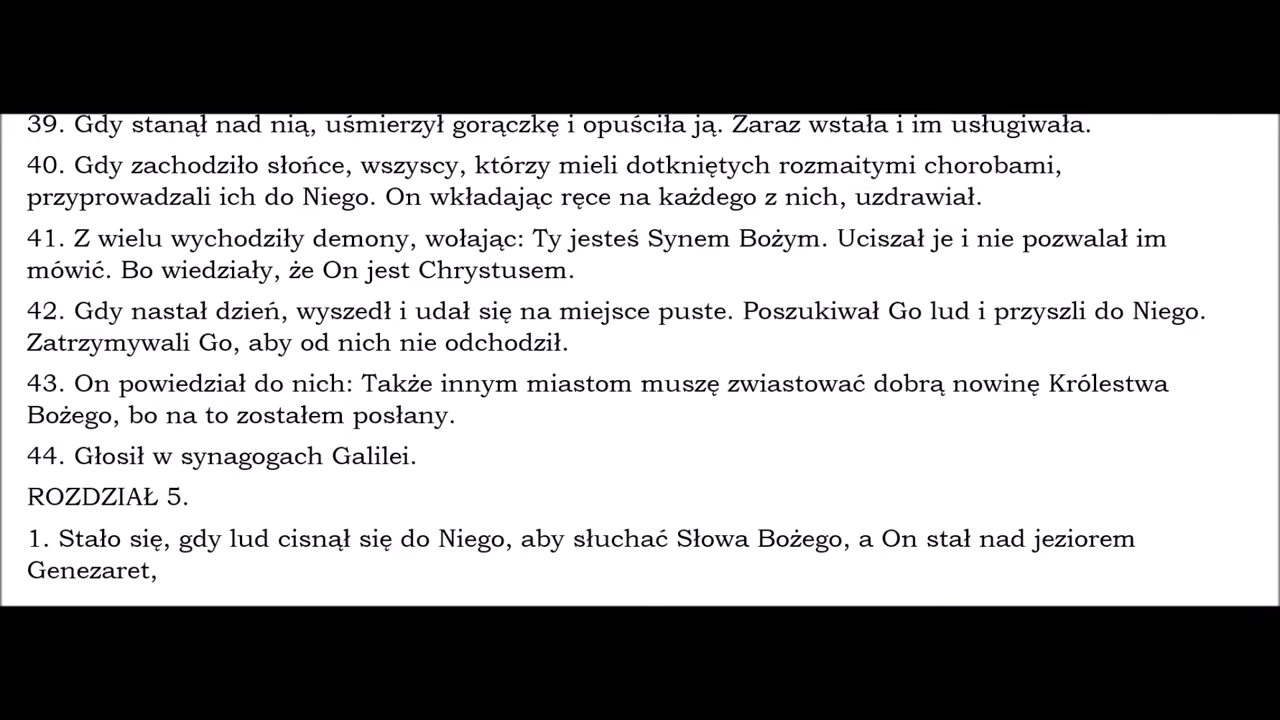 39. Gdy stanął nad nią, uśmierzył gorączkę i opuściła ją. Zaraz wstała i im usługiwała.
40. Gdy zachodziło słońce, wszyscy, którzy mieli dotkniętych rozmaitymi chorobami,
przyprowadzali ich do Niego. On wkładając ręce na każdego z nich, uzdrawiał.
41. Z wielu wychodziły demony, wołając: Ty jesteś Synem Bożym. Uciszał je i nie pozwalał im
mówić. Bo wiedziały, że On jest Chrystusem.
42. Gdy nastał dzień, wyszedł i udał się na miejsce puste. Poszukiwał Go lud i przyszli do Niego.
Zatrzymywali Go, aby od nich nie odchodził.
43. On powiedział do nich: Także innym miastom muszę zwiastować dobrą nowinę Królestwa
Bożego, bo na to zostałem posłany.
44. Głosił w synagogach Galilei.
ROZDZIAŁ 5.
1. Stało się, gdy lud cisnął się do Niego, aby słuchać Słowa Bożego, a On stał nad jeziorem
Genezaret,